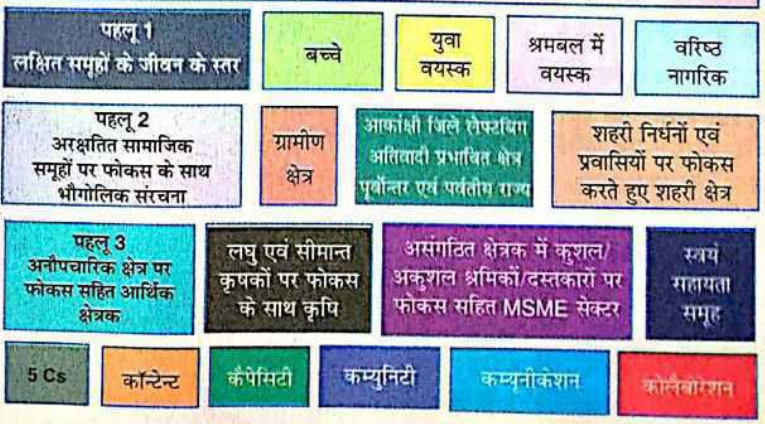 पहलू 1
लक्षित समूहों के जीवन के स्तर
बच्चे
युवा
वयस्क
श्रमबल में
वयस्क
वरिष्ठ
नागरिक
पहलू 2
अरक्षतित सामाजिक
समूहों पर फोकस के साथ
भौगोलिक संरचना
ग्रामीण
क्षेत्र
आकांक्षी जिले लेफ्टविंग
अतिवादी प्रभावित क्षेत्र
पूर्वोन्तर एवं पर्वतीय राज्य
शहरी निर्धनों एवं
प्रवासियों पर फोकस
करते हुए शहरी क्षेत्र
पहलू 3
अनौपचारिक क्षेत्र पर
फोकस सहित आर्थिक
क्षेत्रक
लघु एवं सीमान्त
कृषकों पर फोकस
के साथ कृषि
असंगठित क्षेत्रक में कुशल/
अकुशल श्रमिकों/दस्तकारों पर
फोकस सहित MSME सेक्टर
स्वयं
सहायता
समूह
5 Cs
कॉन्टेन्ट
कैपेसिटी
कम्युनिटी
कम्यूनीकेशन
कोलैबोरेशन